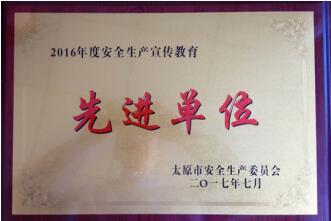 2016年度安全生产宣传教育
先进单位
太原市安全生产委员会
二〇一七年七月